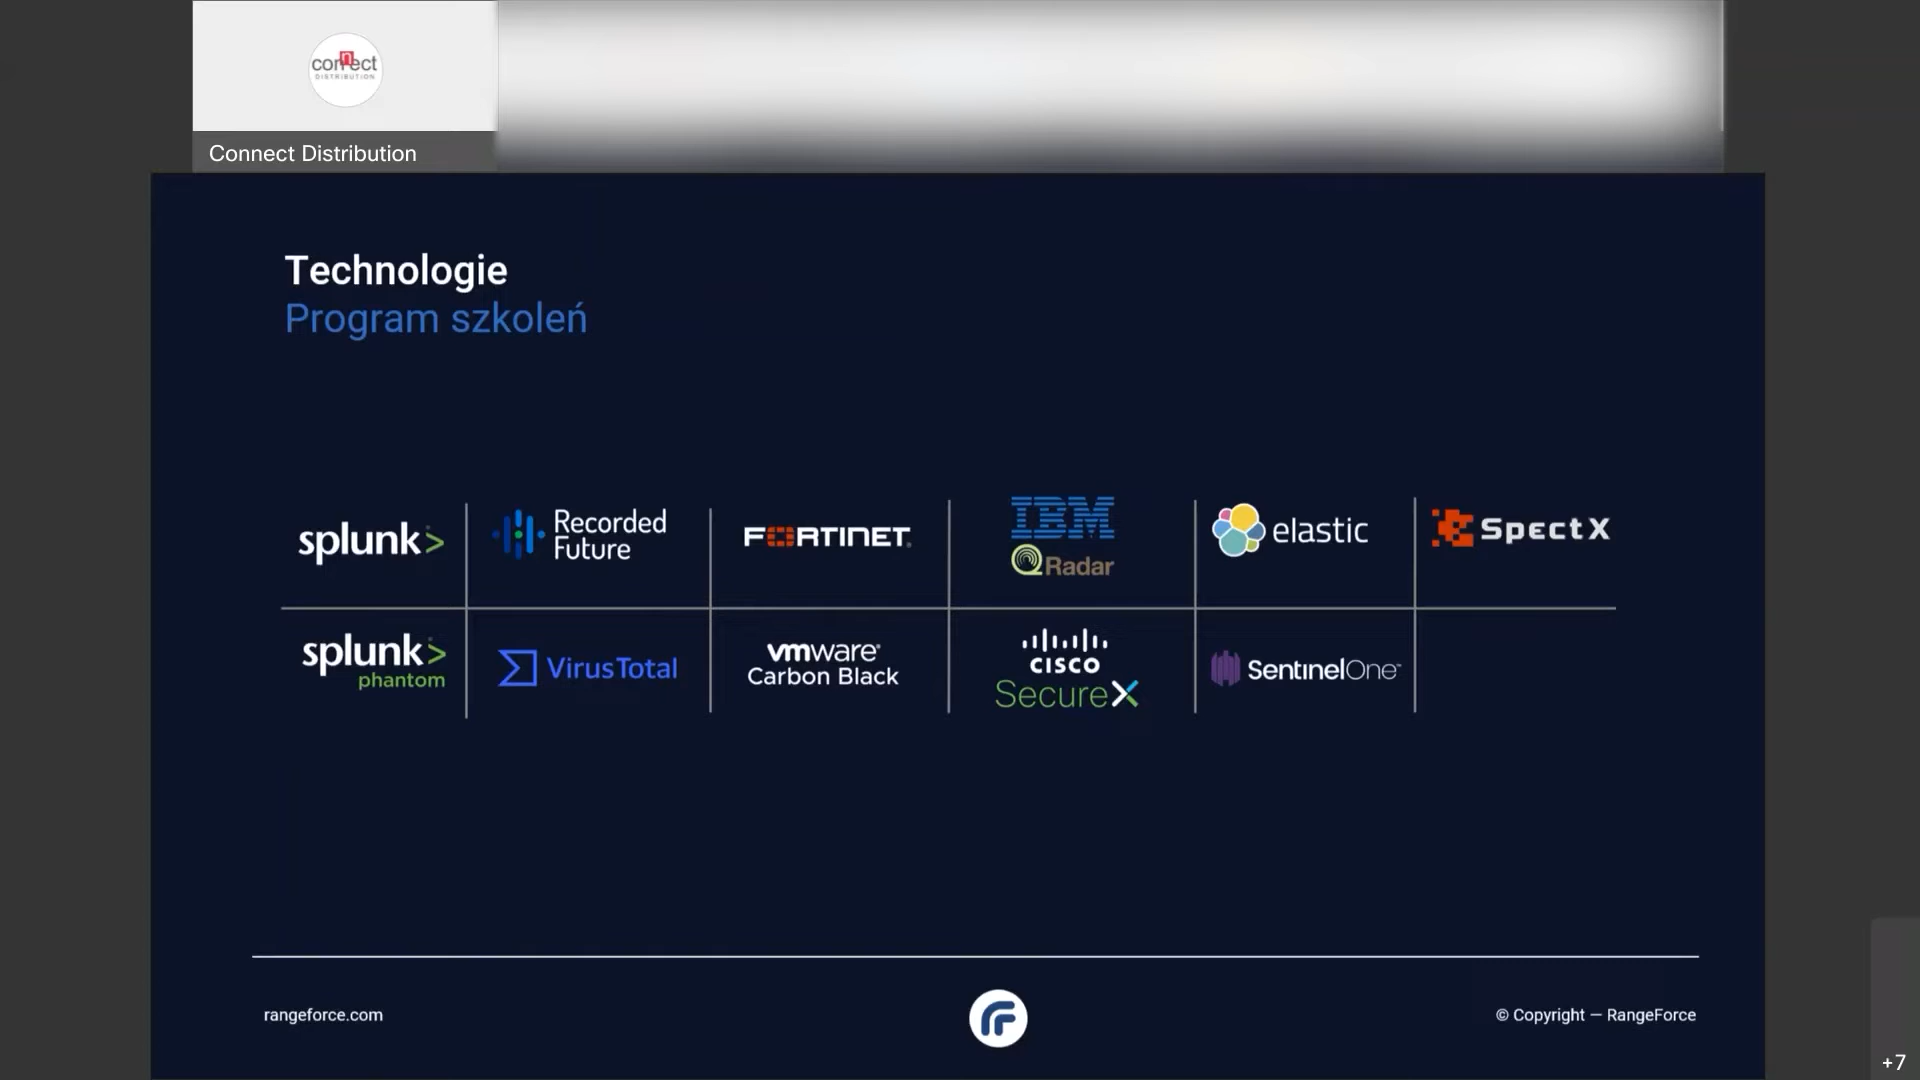 connect
DISTRIBUTION
Connect Distribution
Technologie
Program szkoleń
splunk>
Recorded
Future
FORTINET
IBM
QRadar
elastic
SpectX
splunk>
phantom
VirusTotal
vmware
Carbon Black
CISCO
SecureX
SentinelOne
rangeforce.com
© Copyright — RangeForce
+7